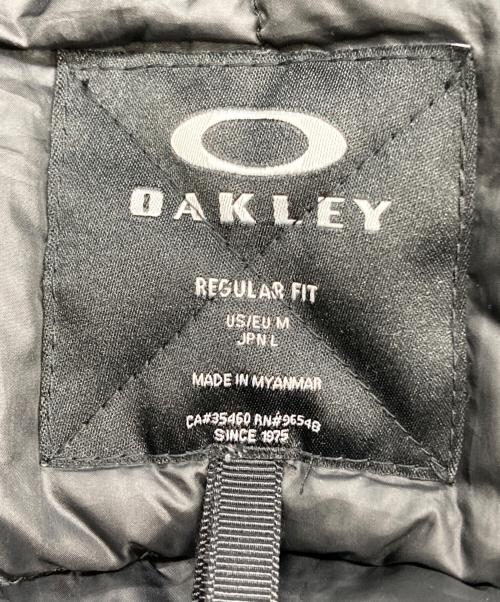 OAKLEY
REGULAR FIT
US/EU M
JPN L
MADE IN MYANMAR
CA#35460 RN#96548
SINCE 1975